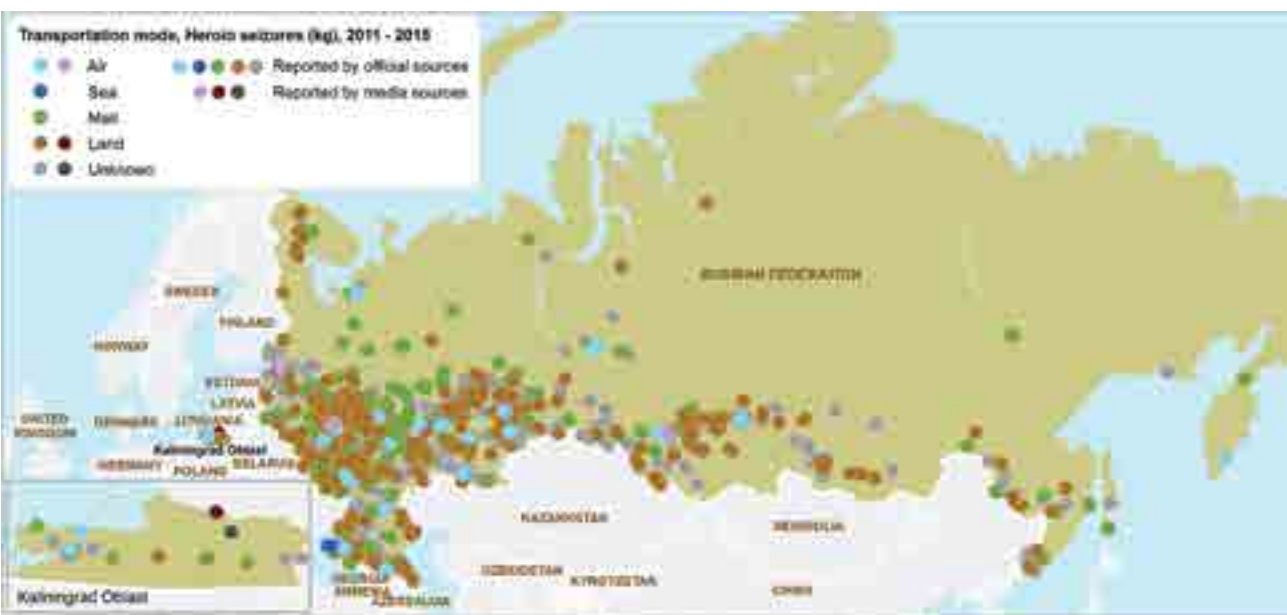 Transportation mode, Heroin seizures (kg), 2011 - 2015
Air
Reported by official sources
Sea
Reported by media sources
Mail
Land
Unknown
RUSSIAN FEDERATION
SWEDEN
FINLAND
NORWAY
ESTONIA
LATVIA
UNITED
KINGDOM
DENMARK
LITHUANIA
Kaliningrad Oblast
GERMANY
POLAND
BELARUS
KAZAKHSTAN
MONGOLIA
UZBEKISTAN
KYRGYZSTAN
CHINA
GEORGIA
ARMENIA
AZERBAIJAN
Kaliningrad Oblast